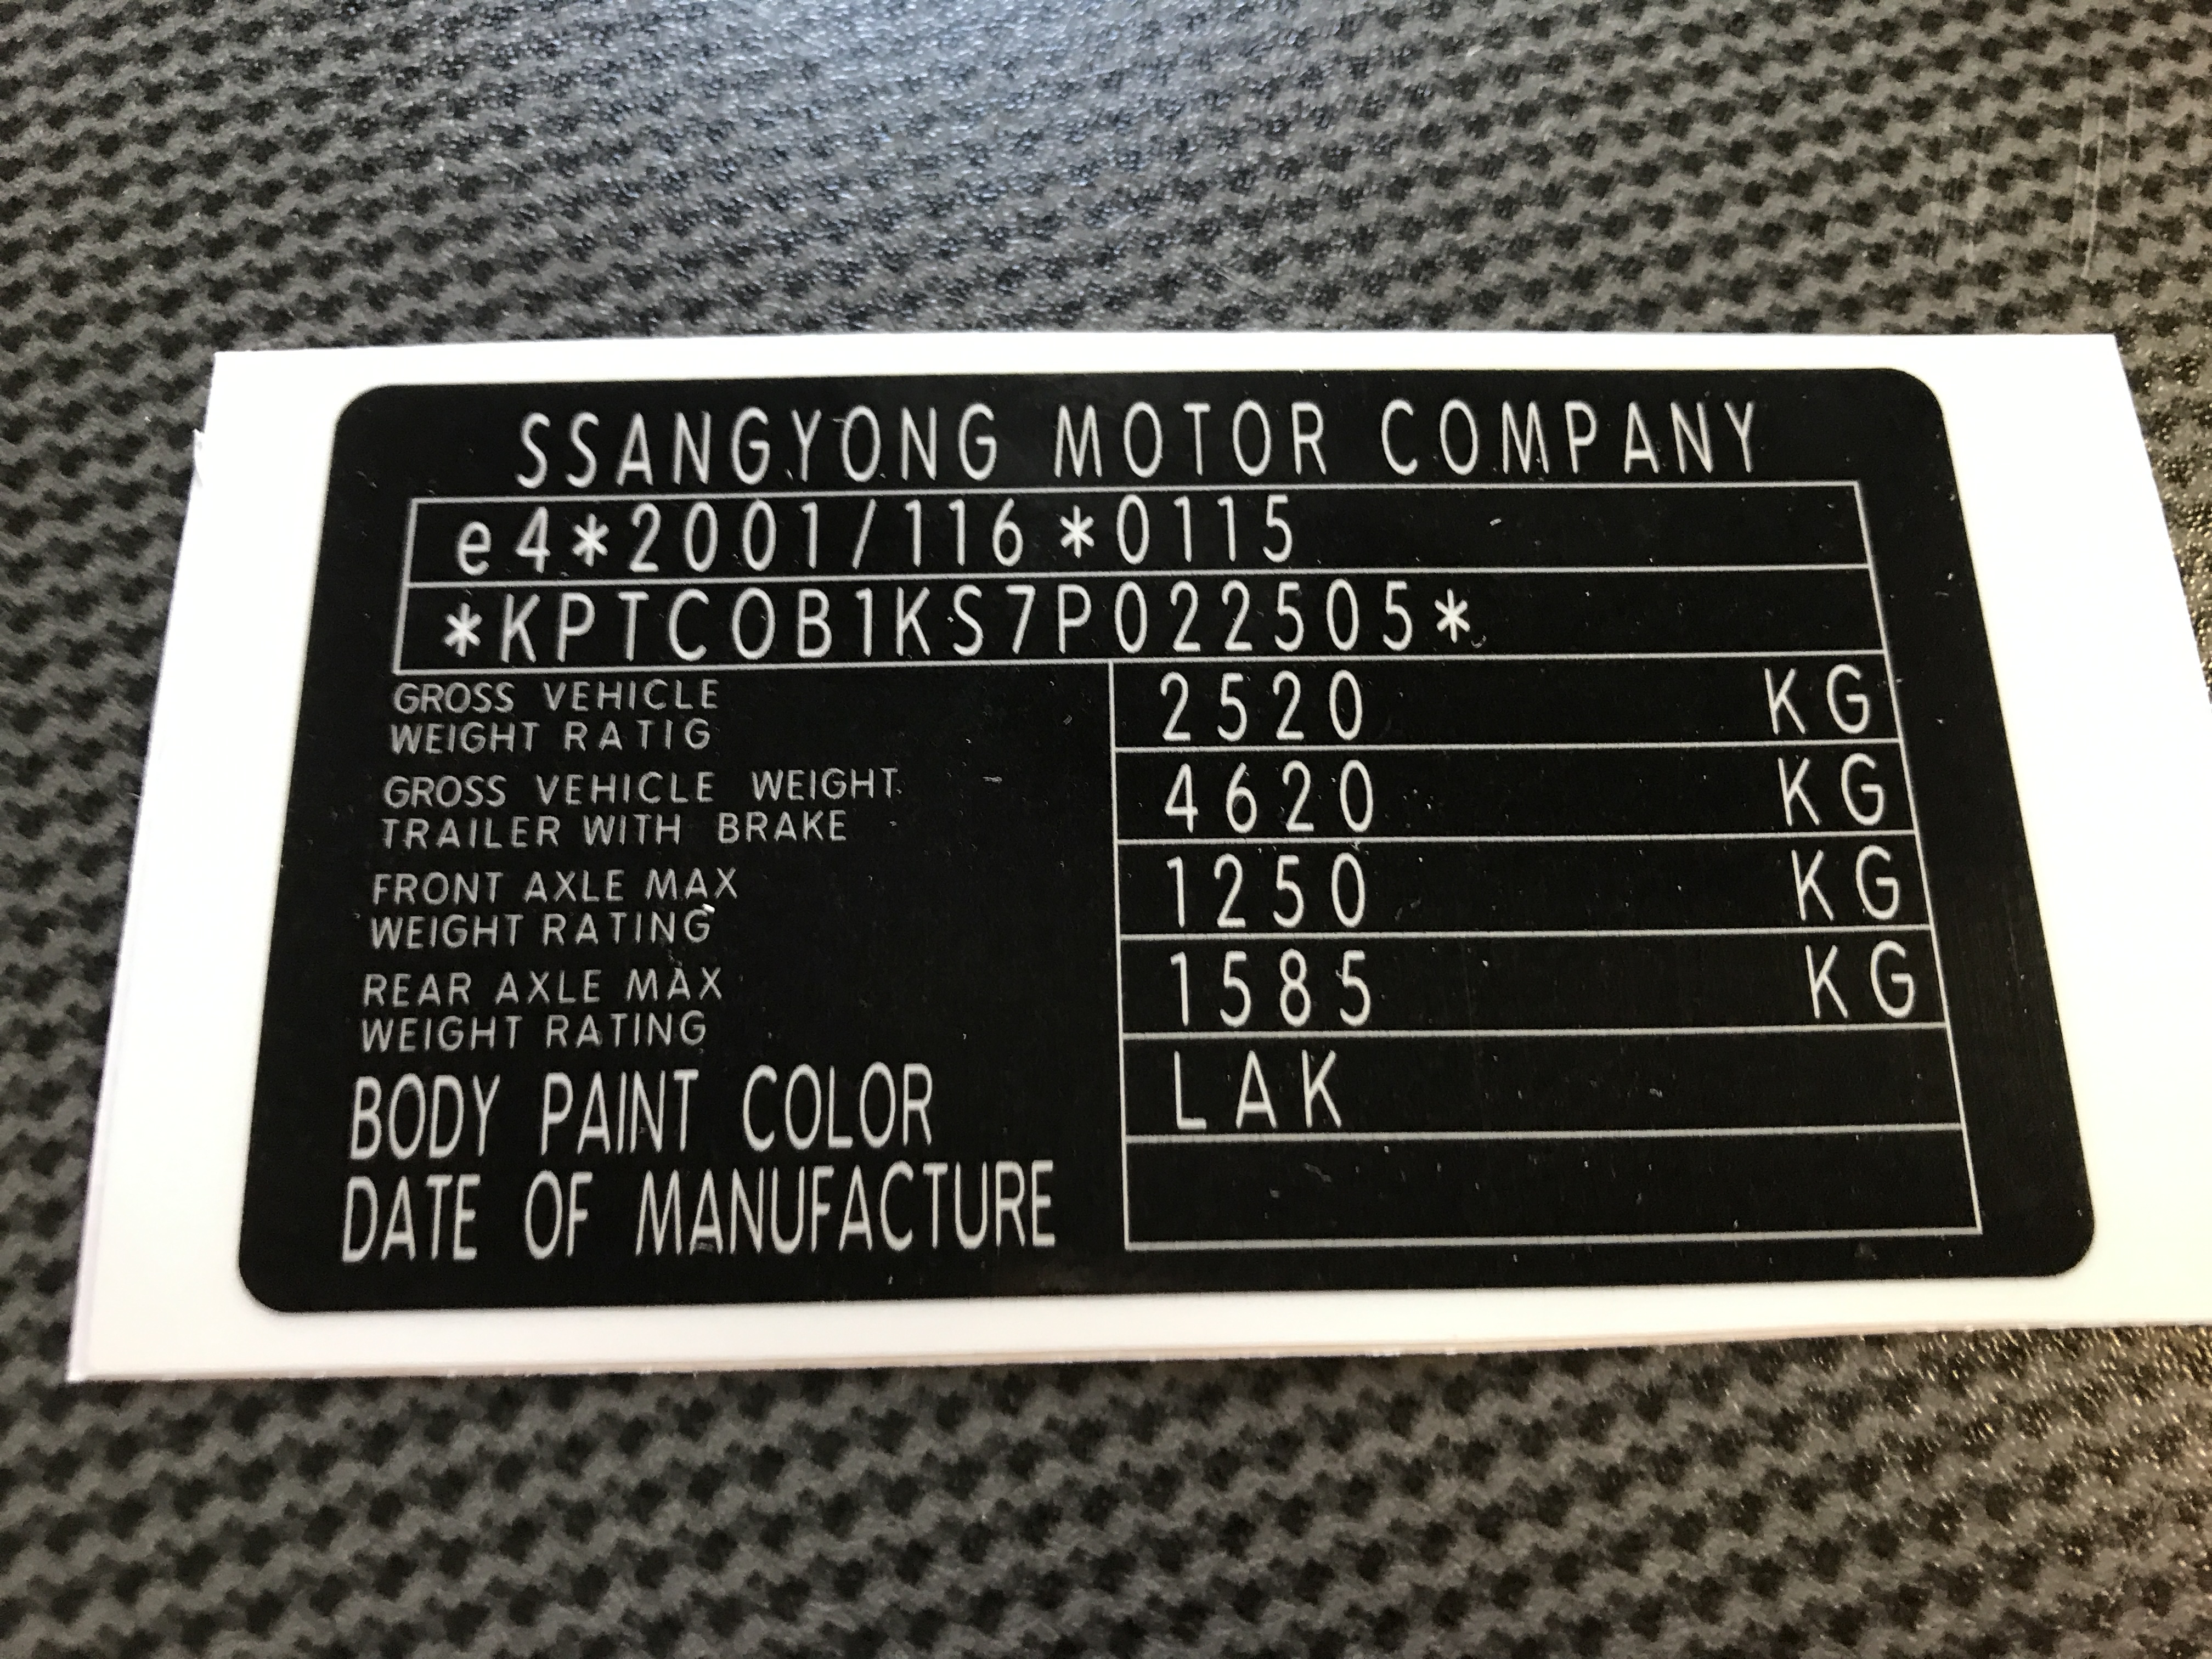 SSANGYONG MOTOR COMPANY
e4*2001/116 *0115
*KPTC0B1KS7P022505*
GROSS VEHICLE
WEIGHT RATIG
2520 KG
GROSS VEHICLE WEIGHT
TRAILER WITH BRAKE
4620 KG
FRONT AXLE MAX
WEIGHT RATING
1250 KG
REAR AXLE MAX
WEIGHT RATING
1585 KG
BODY PAINT COLOR
LAK
DATE OF MANUFACTURE